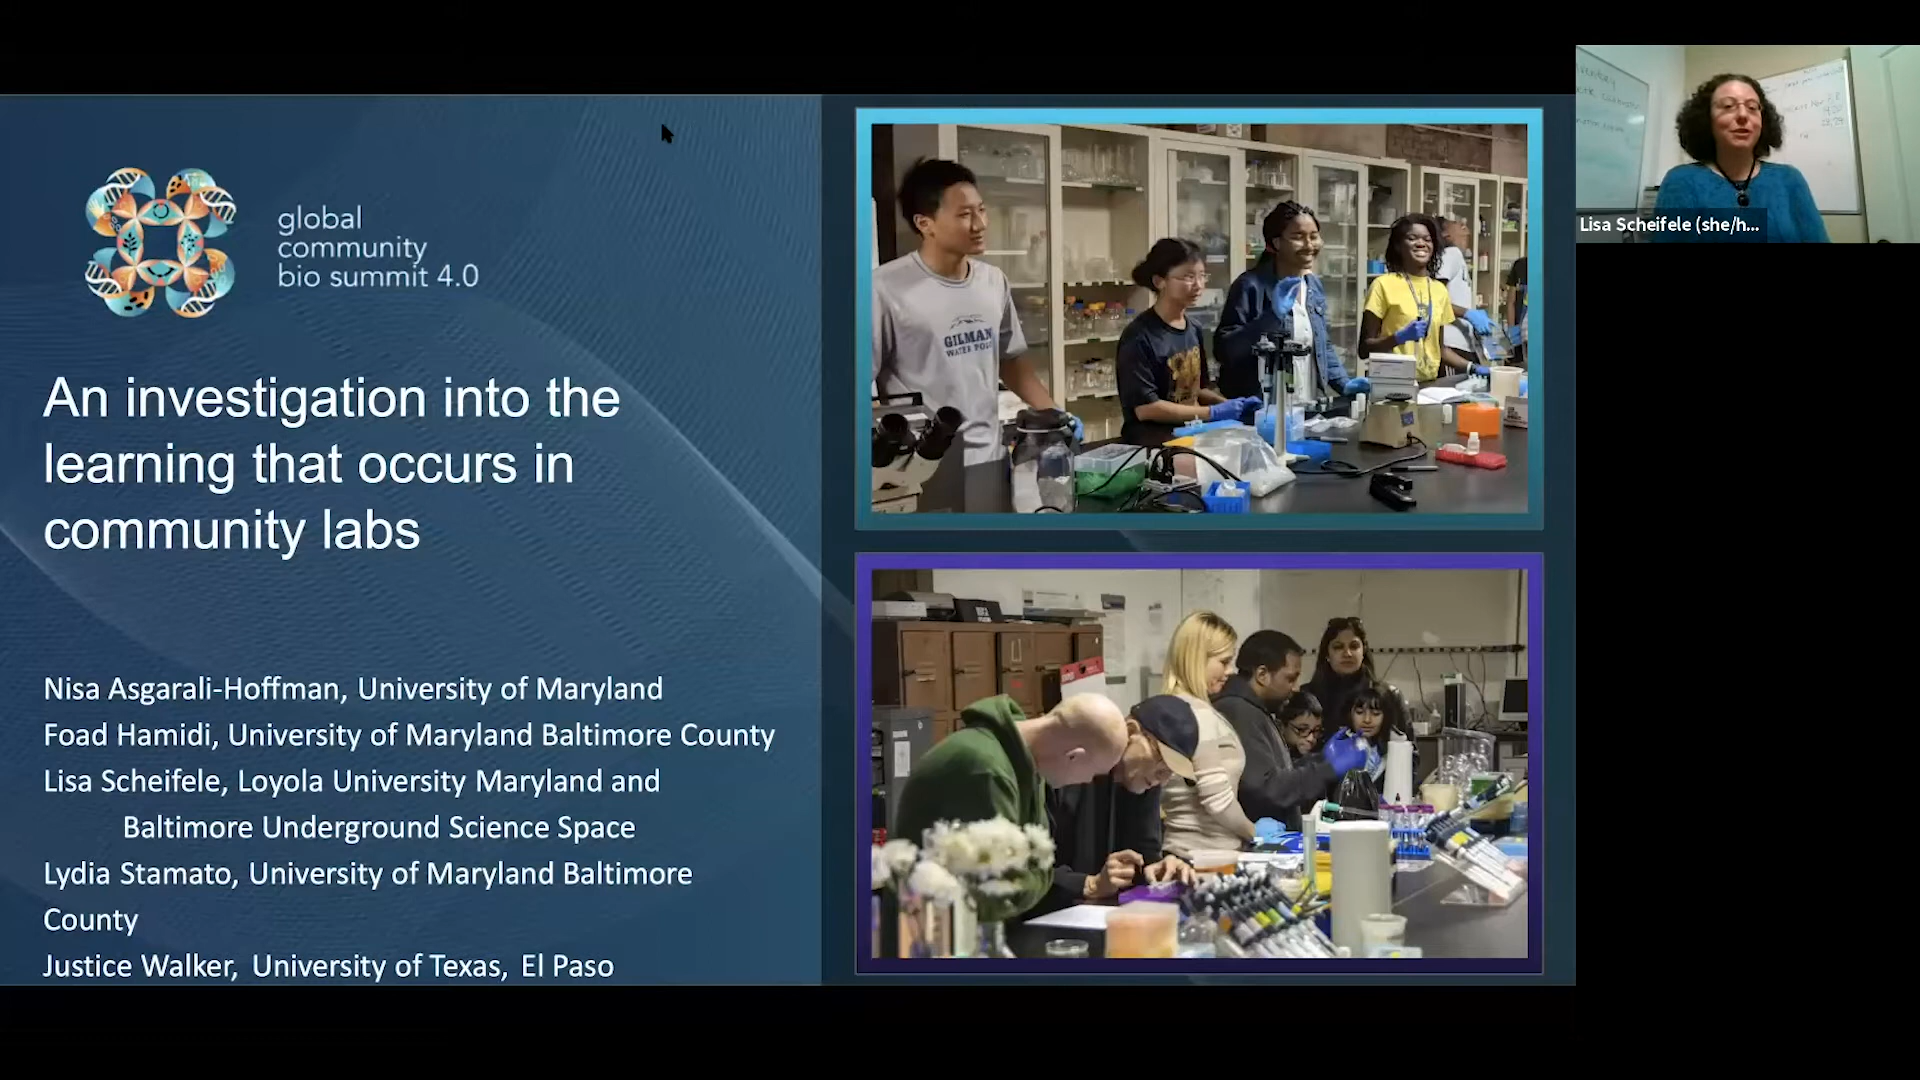 global
community
bio summit 4.0
An investigation into the
learning that occurs in
community labs
Nisa Asgarali-Hoffman, University of Maryland
Foad Hamidi, University of Maryland Baltimore County
Lisa Scheifele, Loyola University Maryland and
Baltimore Underground Science Space
Lydia Stamato, University of Maryland Baltimore
County
Justice Walker, University of Texas, El Paso
GILMAN
WATER POLO
Lisa Scheifele (she/h...